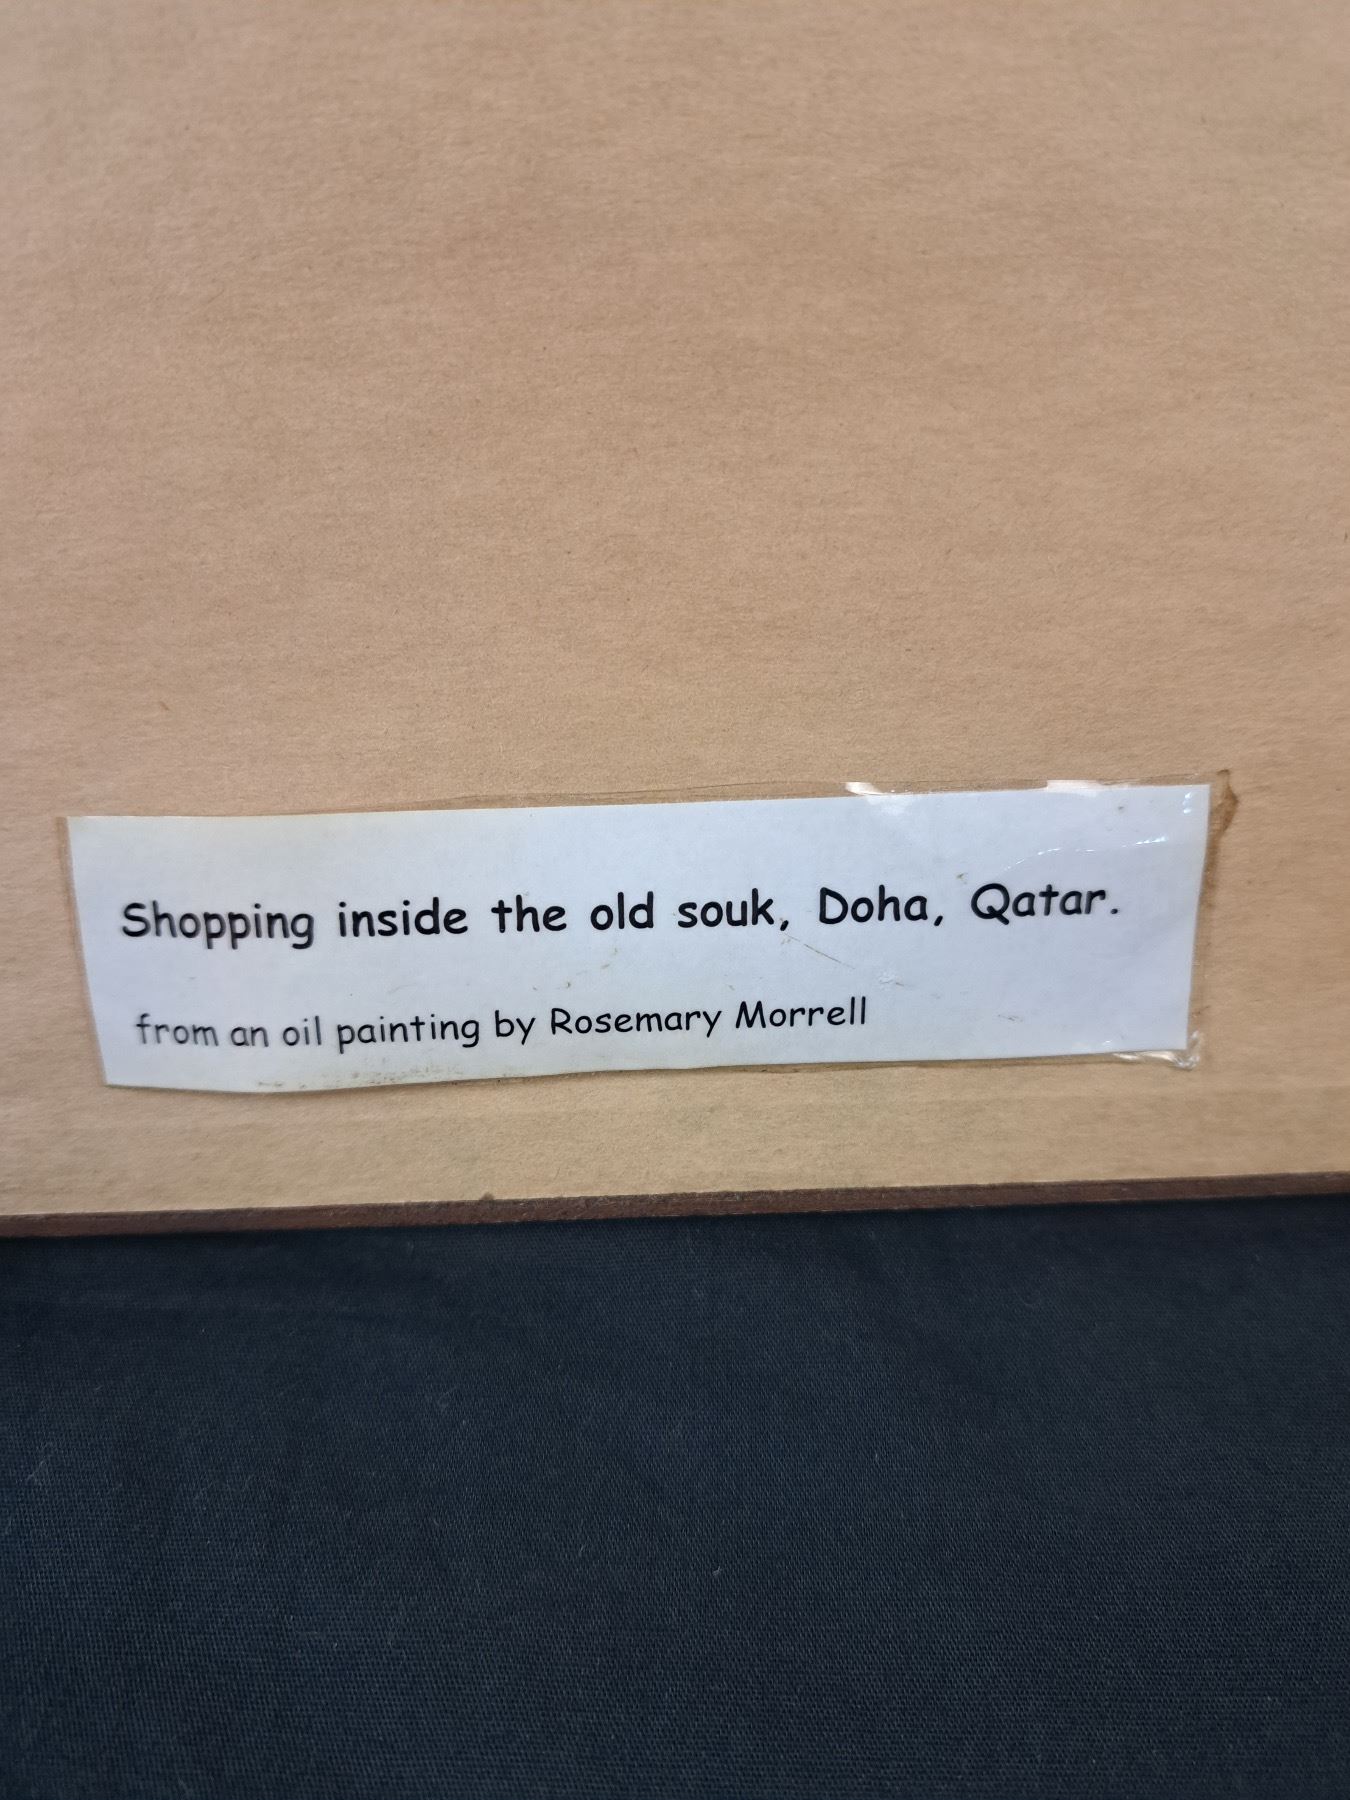 Shopping inside the old souk, Doha, Qatar.
from an oil painting by Rosemary Morrell